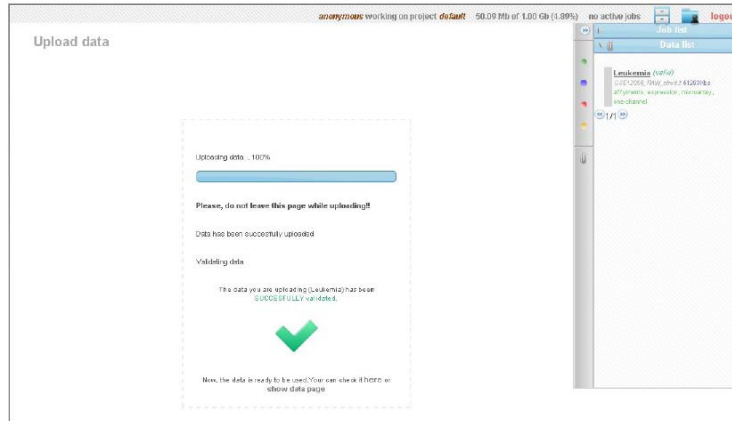 anonymous working on project default 50.09 Mb of 1.00 Gb (4.89%) no active jobs logout
Upload data
Job list
Data list
Leukemia (valid)
affymetrix, expression, microarray,
one-channel
1/1
Uploading data... 100%
Please, do not leave this page while uploading!!
Data has been succesfully uploaded
Validating data
The data you are uploading (Leukemia) has been
SUCCESFULLY validated.
Now, the data is ready to be used.Your can check it here or
show data page